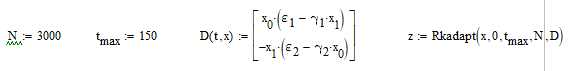 N := 3000 t_max := 150 D(t,x) := [ x_0·(ε_1 − γ_1·x_1) z := Rkadapt(x,0,t_max,N,D)
−x_1·(ε_2 − γ_2·x_0) ]